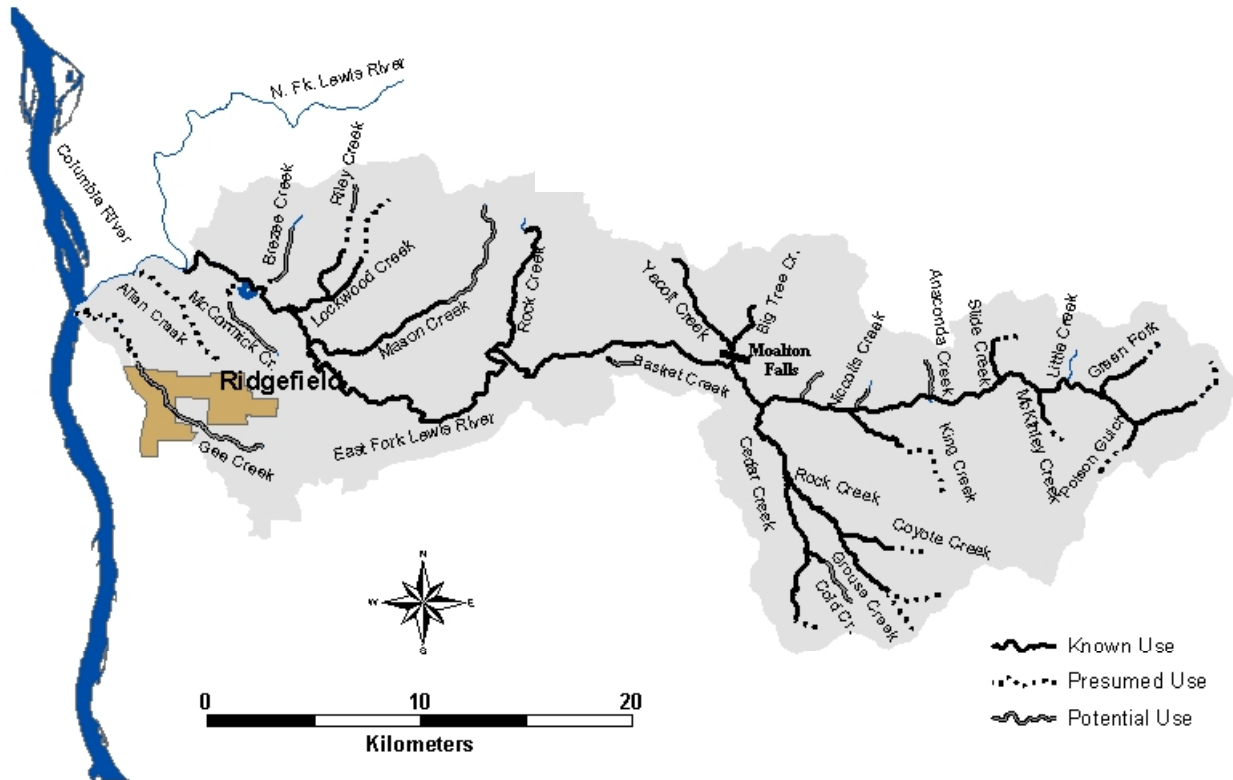 N. Fk. Lewis River
Columbia River
Brezee Creek
Riley Creek
Lockwood Creek
Allen Creek
McCormick Cr.
Mason Creek
Rock Creek
Ridgefield
Gee Creek
East Fork Lewis River
Yacolt Creek
Big Tree Cr.
Moalton
Falls
Basket Creek
Niccolls Creek
Anaconda Creek
Slide Creek
Little Creek
Green Fork
King Creek
McKinley Creek
Poison Gulch
Cedar Creek
Rock Creek
Coyote Creek
Grouse Creek
Cold Cr.
N
W
E
S
0
10
20
Kilometers
Known Use
Presumed Use
Potential Use